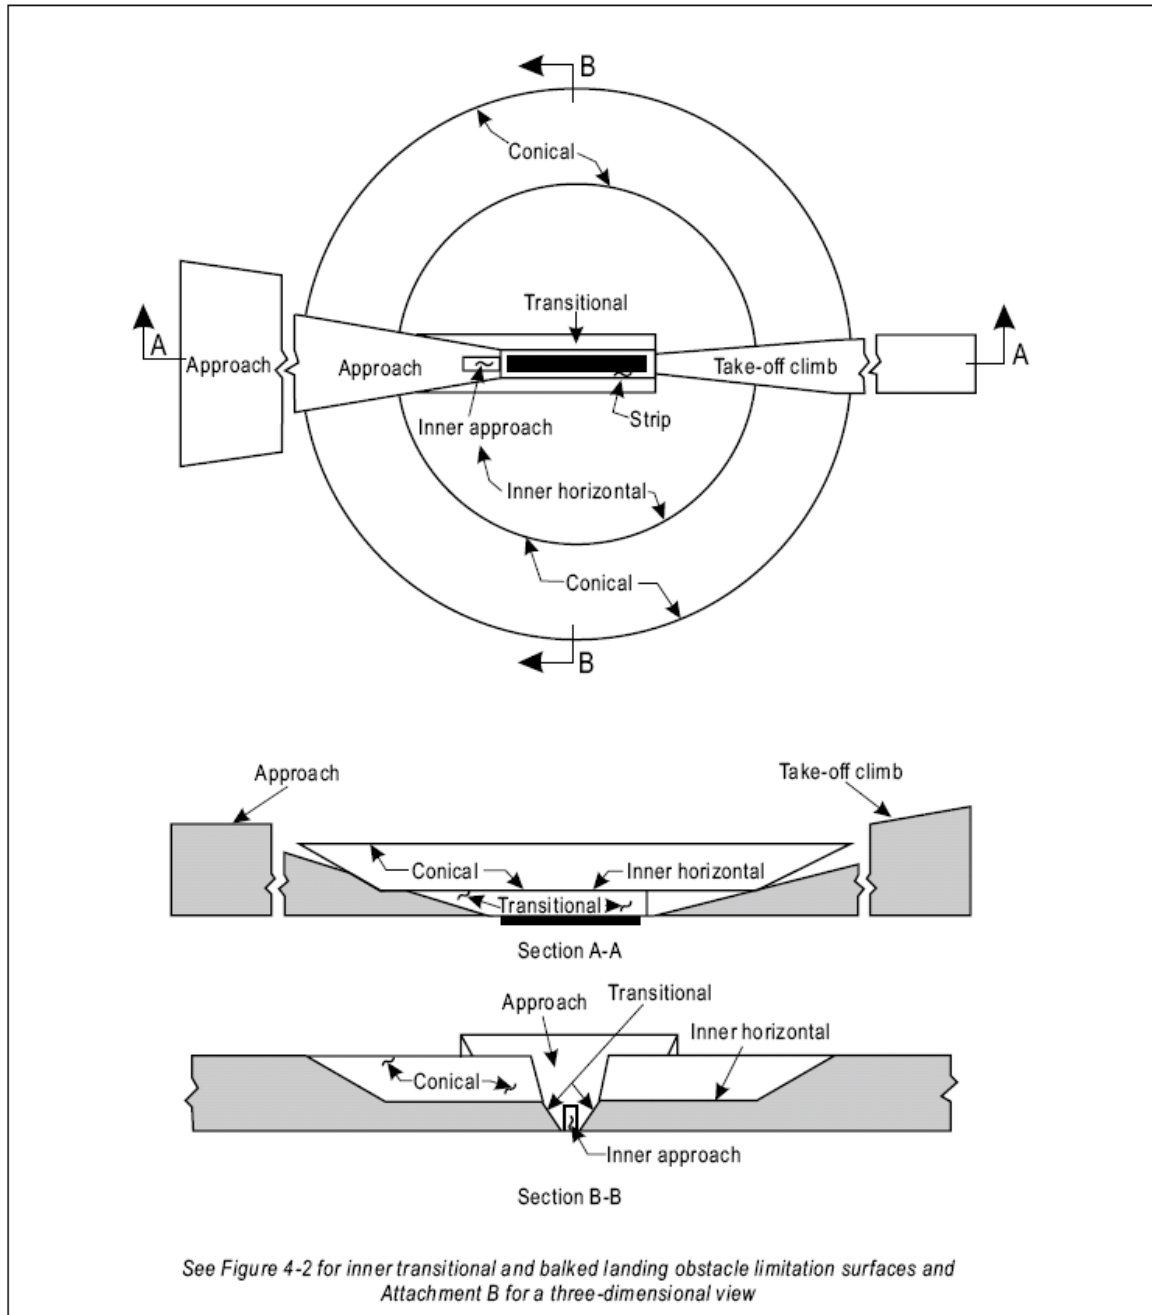 B
Conical
Transitional
A
Approach
Approach
Take-off climb
A
Strip
Inner approach
Inner horizontal
Conical
B
Approach
Take-off climb
Conical
Inner horizontal
Transitional
Section A-A
Transitional
Approach
Inner horizontal
Conical
Inner approach
Section B-B
See Figure 4-2 for inner transitional and balked landing obstacle limitation surfaces and
Attachment B for a three-dimensional view